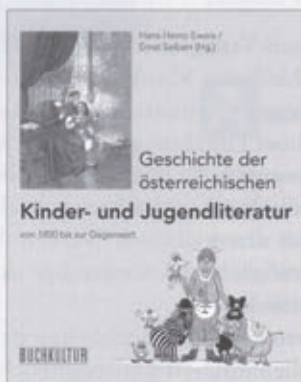 Hans-Heino Ewers /
Ernst Seibert (Hg.)
Geschichte der
österreichischen
Kinder- und Jugendliteratur
von 1800 bis zur Gegenwart
BUCHKULTUR